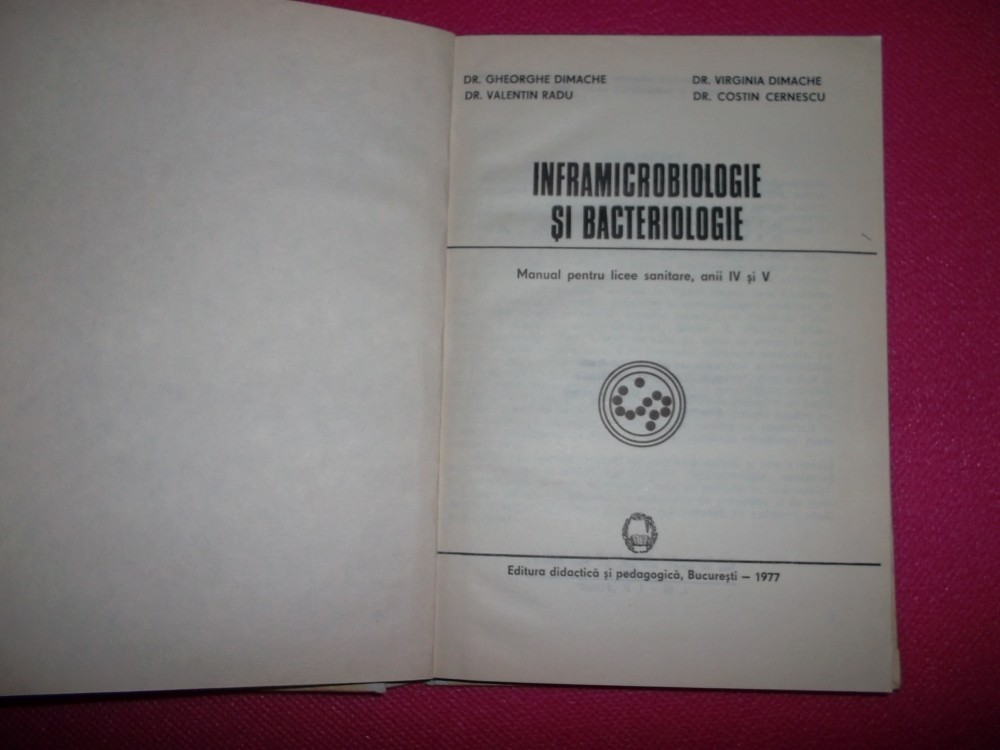 DR. GHEORGHE DIMACHE
DR. VALENTIN RADU
DR. VIRGINIA DIMACHE
DR. COSTIN CERNESCU
INFRAMICROBIOLOGIE
ȘI BACTERIOLOGIE
Manual pentru licee sanitare, anii IV și V
Editura didactică și pedagogică, București — 1977